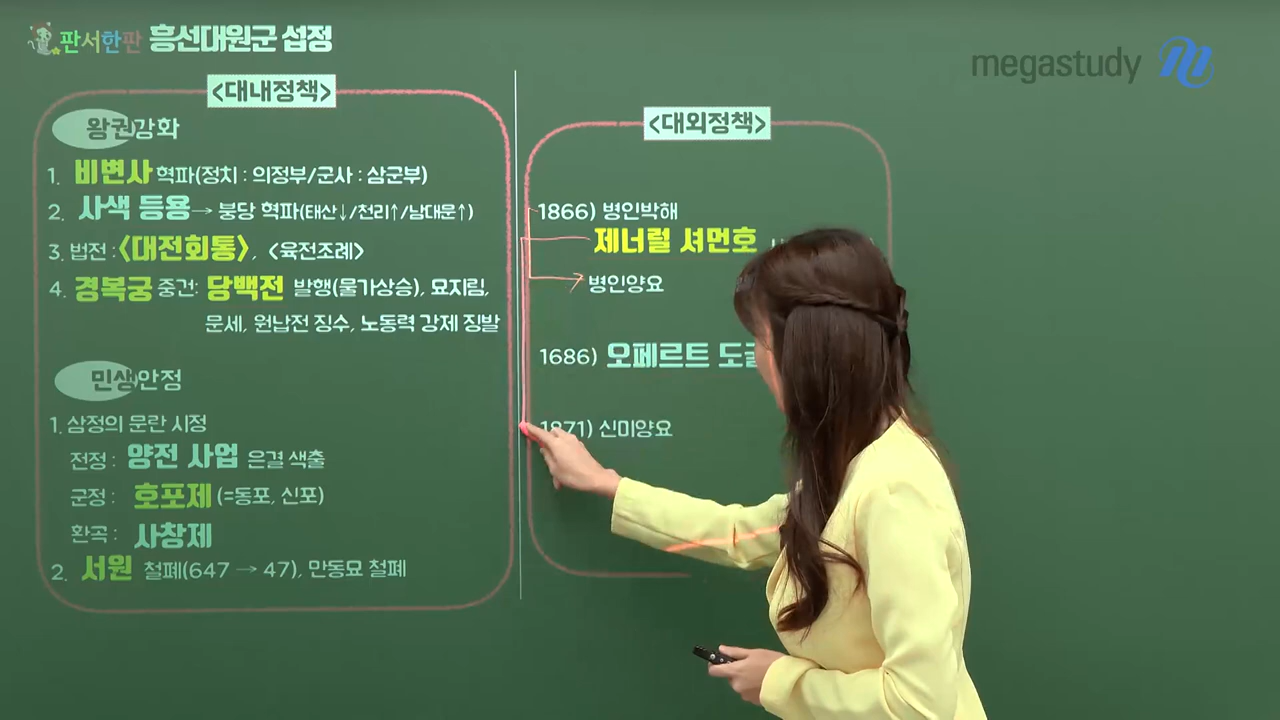 판서한판 흥선대원군 섭정
megastudy
<대내정책>
왕권강화
1. 비변사 혁파(정치 : 의정부/군사 : 삼군부)
2. 사색 등용 → 붕당 혁파(태산↓/천리↑/남대문↑)
3. 법전 : <대전회통>, <육전조례>
4. 경복궁 중건: 당백전 발행(물가상승), 묘지림,
문세, 원납전 징수, 노동력 강제 징발
민생안정
1. 삼정의 문란 시정
전정 : 양전 사업 은결 색출
군정 : 호포제 (=동포, 신포)
환곡 : 사창제
2. 서원 철폐(647 → 47), 만동묘 철폐
<대외정책>
1866) 병인박해
제너럴 셔먼호
병인양요
1686) 오페르트
1871) 신미양요